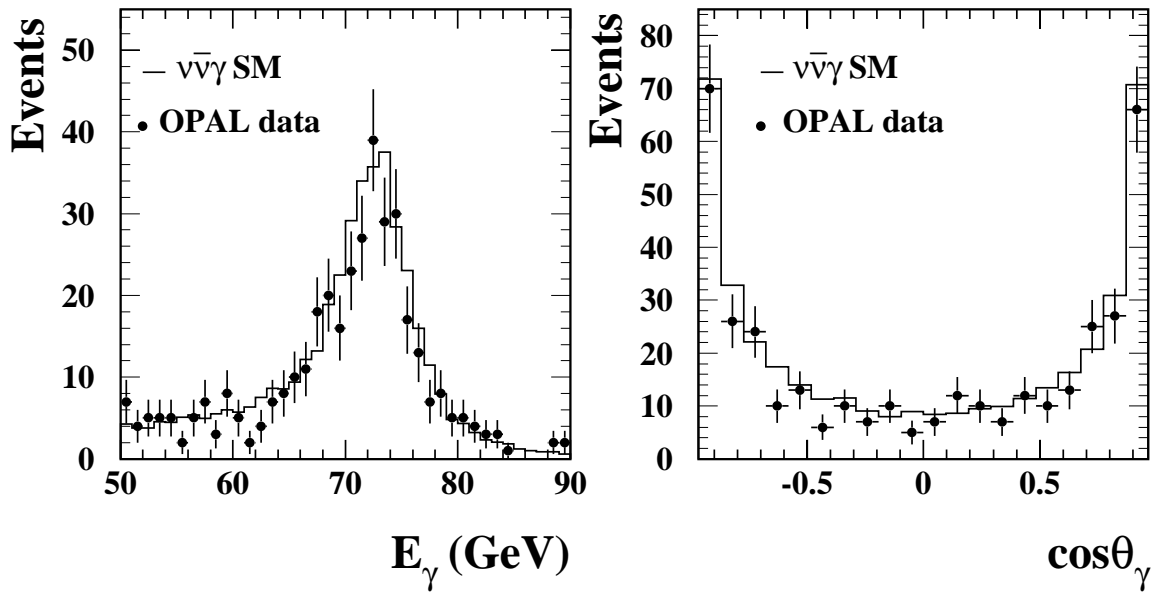 Events
50
40
30
20
10
0
— νν̅γ SM
● OPAL data
50 60 70 80 90
E_γ (GeV)
Events
80
70
60
50
40
30
20
10
0
— νν̅γ SM
● OPAL data
-0.5 0 0.5
cosθ_γ